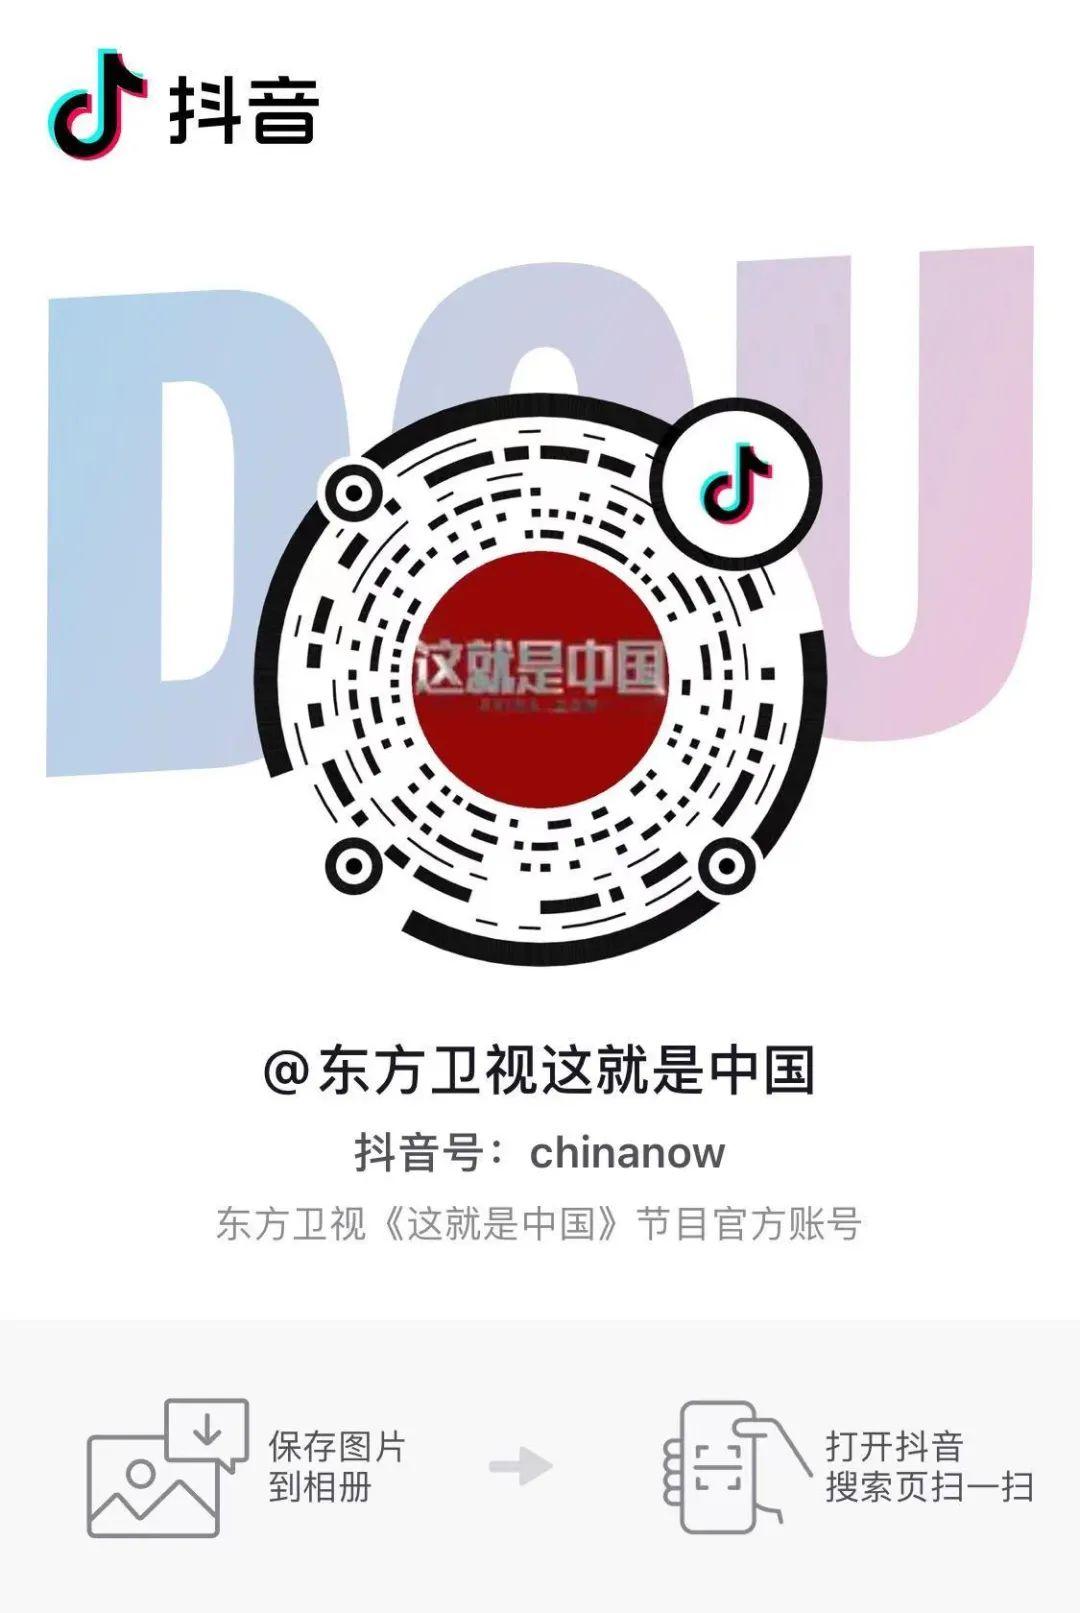 抖音
DOU
这就是中国
@东方卫视这就是中国
抖音号：chinanow
东方卫视《这就是中国》节目官方账号
保存图片
到相册
打开抖音
搜索页扫一扫